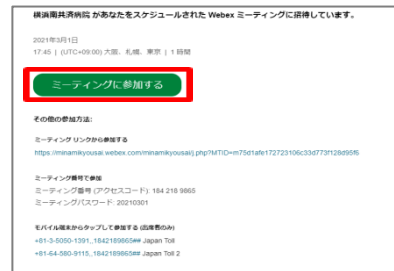 横浜南共済病院 があなたをスケジュールされた Webex ミーティングに招待しています。
2021年3月1日
17:45 | (UTC+09:00) 大阪、札幌、東京 | 1 時間
ミーティングに参加する
その他の参加方法:
ミーティング リンクから参加する
https://minamikyousai.webex.com/minamikyousai/j.php?MTID=m75d1afe172723106c33d773f128d95f6
ミーティング番号で参加
ミーティング番号 (アクセスコード): 184 218 9865
ミーティングパスワード: 20210301
モバイル端末からタップして参加する (出席者のみ)
+81-3-5050-1391,,1842189865## Japan Toll
+81-64-580-9115,,1842189865## Japan Toll 2